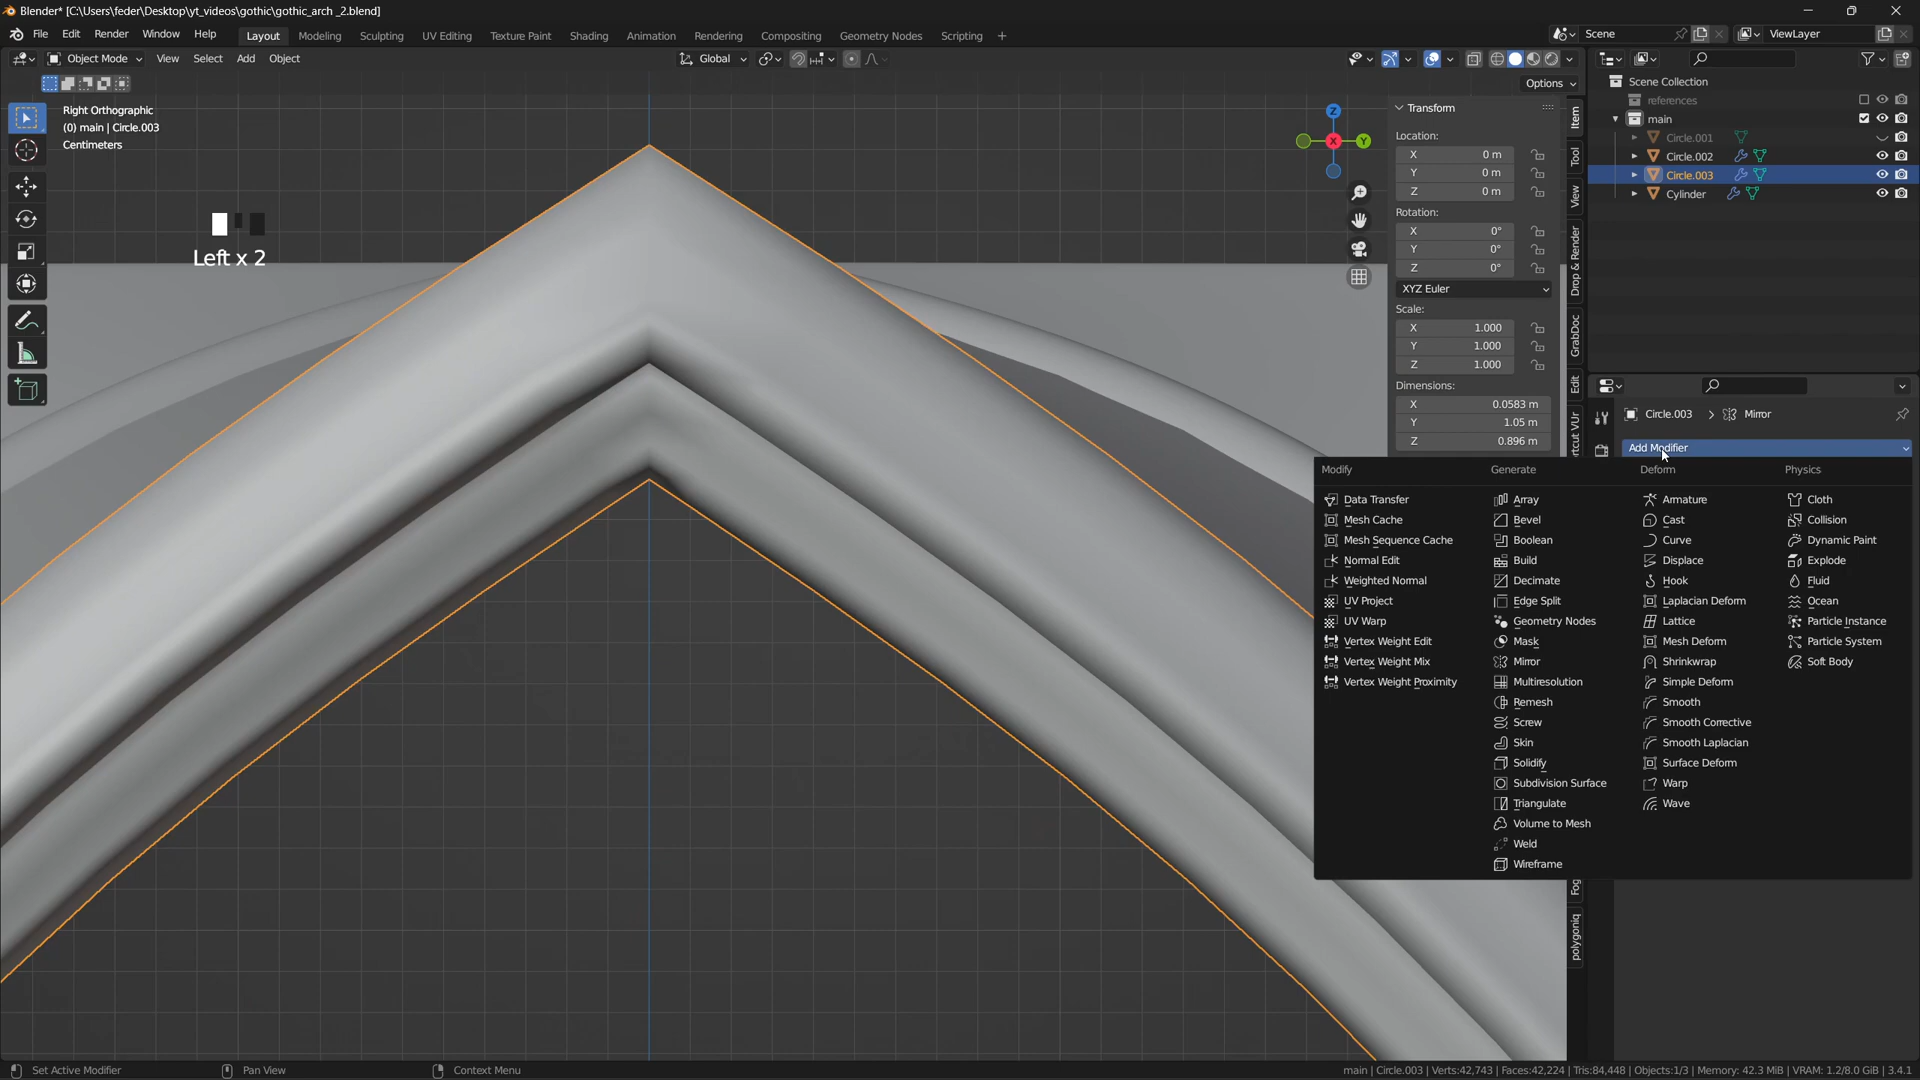 Blender* [C:\Users\feder\Desktop\yt_videos\gothic\gothic_arch _2.blend]
File Edit Render Window Help Layout Modeling Sculpting UV Editing Texture Paint Shading Animation Rendering Compositing Geometry Nodes Scripting + Scene ViewLayer
Object Mode View Select Add Object Global
Options
Right Orthographic
(0) main | Circle.003
Centimeters
Left x 2
Z
Y
X
Transform
Location:
X 0 m
Y 0 m
Z 0 m
Rotation:
X 0°
Y 0°
Z 0°
XYZ Euler
Scale:
X 1.000
Y 1.000
Z 1.000
Dimensions:
X 0.0583 m
Y 1.05 m
Z 0.896 m
Item
Tool
View
Drop & Render
GrabDoc
Edit
rtcut VUr
Fog
polygoniq
Scene Collection
references
main
Circle.001
Circle.002
Circle.003
Cylinder
Circle.003 > Mirror
Add Modifier
Modify
Data Transfer
Mesh Cache
Mesh Sequence Cache
Normal Edit
Weighted Normal
UV Project
UV Warp
Vertex Weight Edit
Vertex Weight Mix
Vertex Weight Proximity
Generate
Array
Bevel
Boolean
Build
Decimate
Edge Split
Geometry Nodes
Mask
Mirror
Multiresolution
Remesh
Screw
Skin
Solidify
Subdivision Surface
Triangulate
Volume to Mesh
Weld
Wireframe
Deform
Armature
Cast
Curve
Displace
Hook
Laplacian Deform
Lattice
Mesh Deform
Shrinkwrap
Simple Deform
Smooth
Smooth Corrective
Smooth Laplacian
Surface Deform
Warp
Wave
Physics
Cloth
Collision
Dynamic Paint
Explode
Fluid
Ocean
Particle Instance
Particle System
Soft Body
Set Active Modifier Pan View Context Menu main | Circle.003 | Verts:42,743 | Faces:42,224 | Tris:84,448 | Objects:1/3 | Memory: 42.3 MiB | VRAM: 1.2/8.0 GiB | 3.4.1